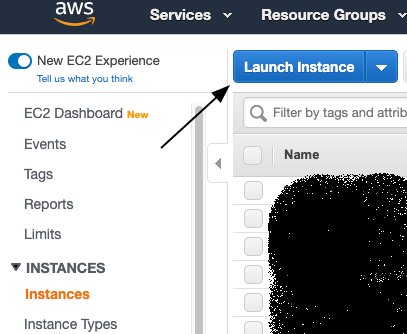 aws
Services
Resource Groups
New EC2 Experience
Tell us what you think
Launch Instance
EC2 Dashboard New
Filter by tags and
Events
Name
Tags
Reports
Limits
INSTANCES
Instances
Instance Types